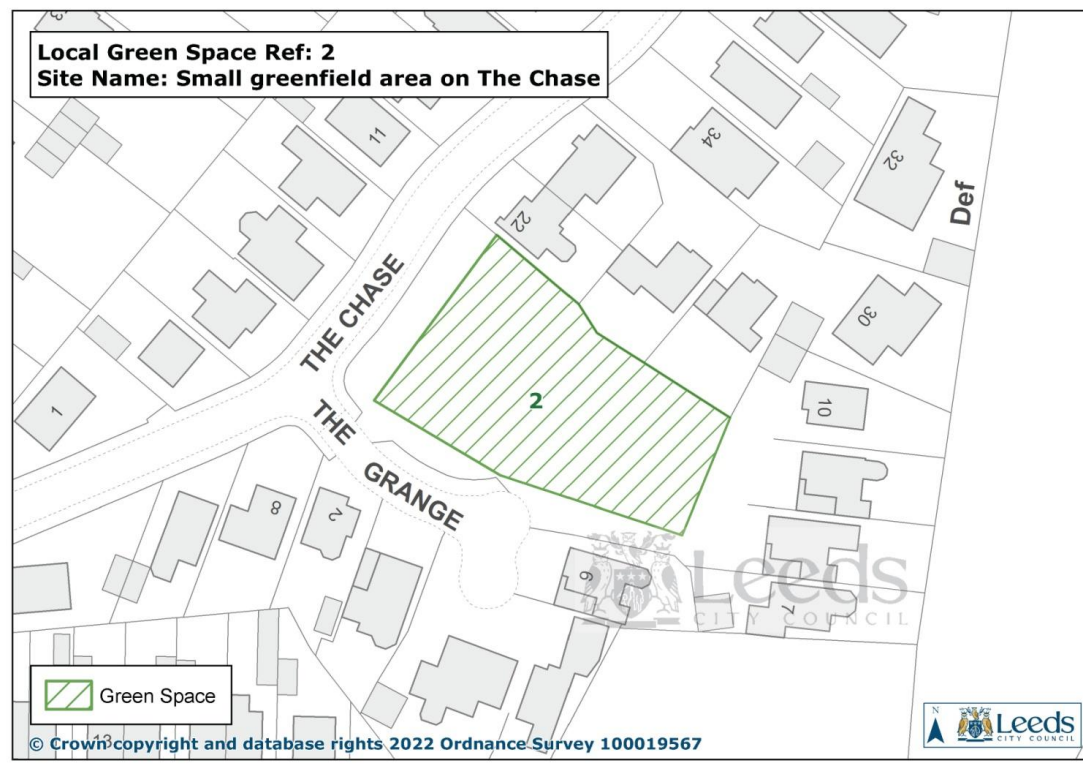 Local Green Space Ref: 2
Site Name: Small greenfield area on The Chase
11
34
32
Def
22
THE CHASE
30
1
2
10
THE GRANGE
8
2
6
7
Leeds
CITY COUNCIL
Green Space
13
© Crown copyright and database rights 2022 Ordnance Survey 100019567
N
Leeds
CITY COUNCIL